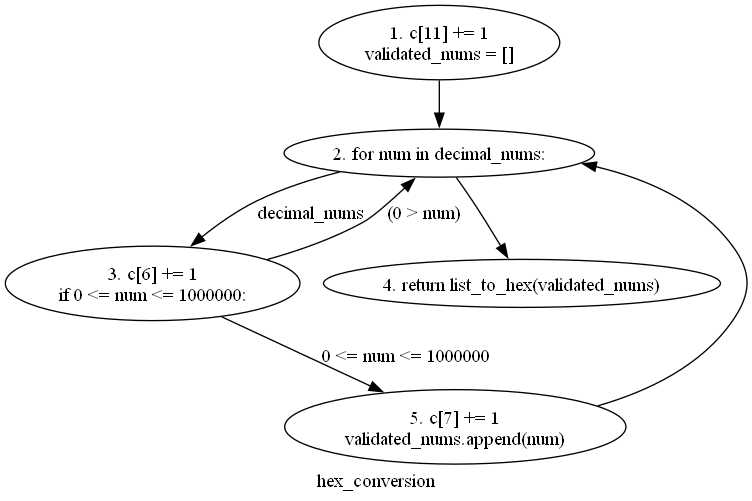 1. c[11] += 1
validated_nums = []
2. for num in decimal_nums:
decimal_nums
(0 > num)
3. c[6] += 1
if 0 <= num <= 1000000:
4. return list_to_hex(validated_nums)
0 <= num <= 1000000
5. c[7] += 1
validated_nums.append(num)
hex_conversion